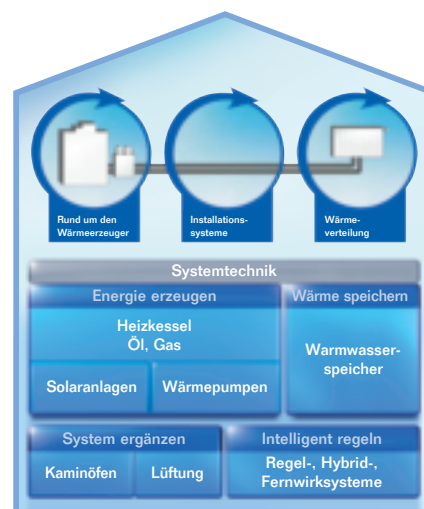 Rund um den
Wärmeerzeuger
Installations-
systeme
Wärme-
verteilung
Systemtechnik
Energie erzeugen
Heizkessel
Öl, Gas
Solaranlagen
Wärmepumpen
Wärme speichern
Warmwasser-
speicher
System ergänzen
Kaminöfen
Lüftung
Intelligent regeln
Regel-, Hybrid-,
Fernwirksysteme